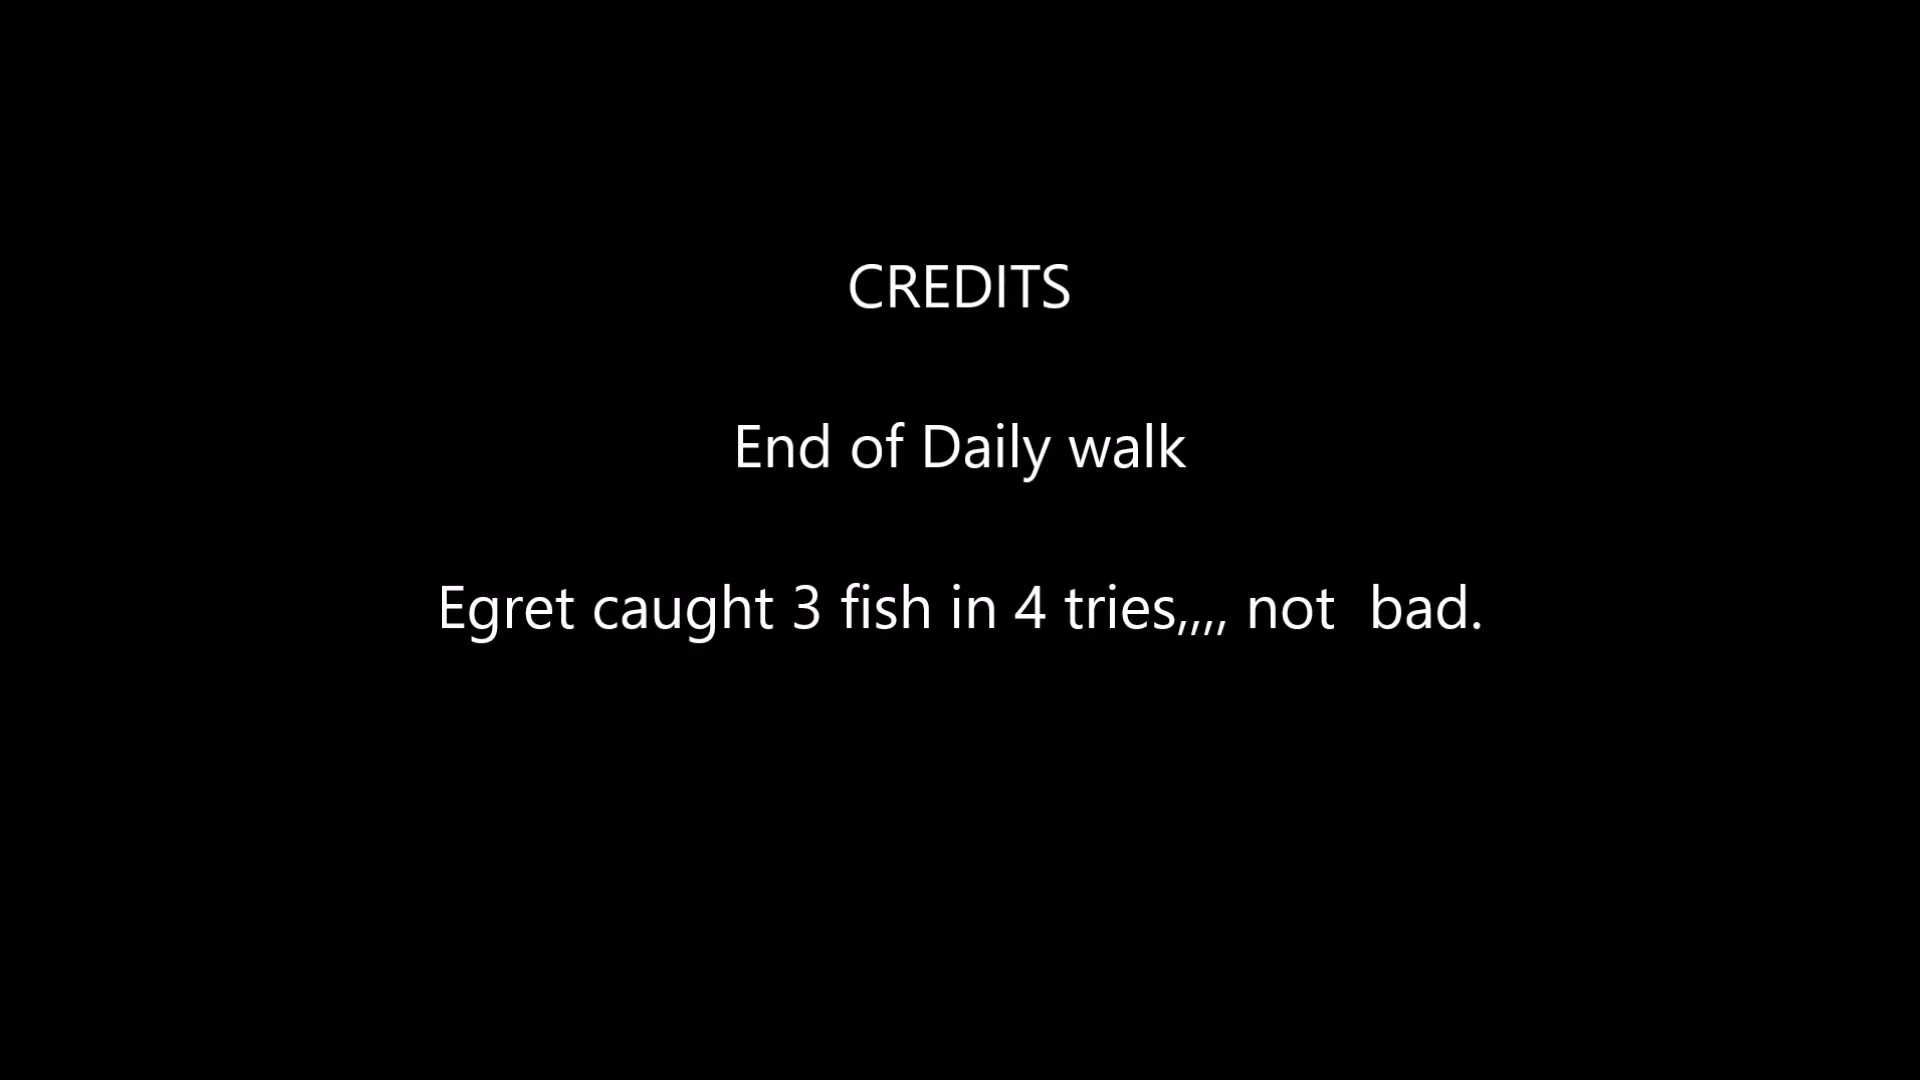 CREDITS
End of Daily walk
Egret caught 3 fish in 4 tries,,,, not  bad.